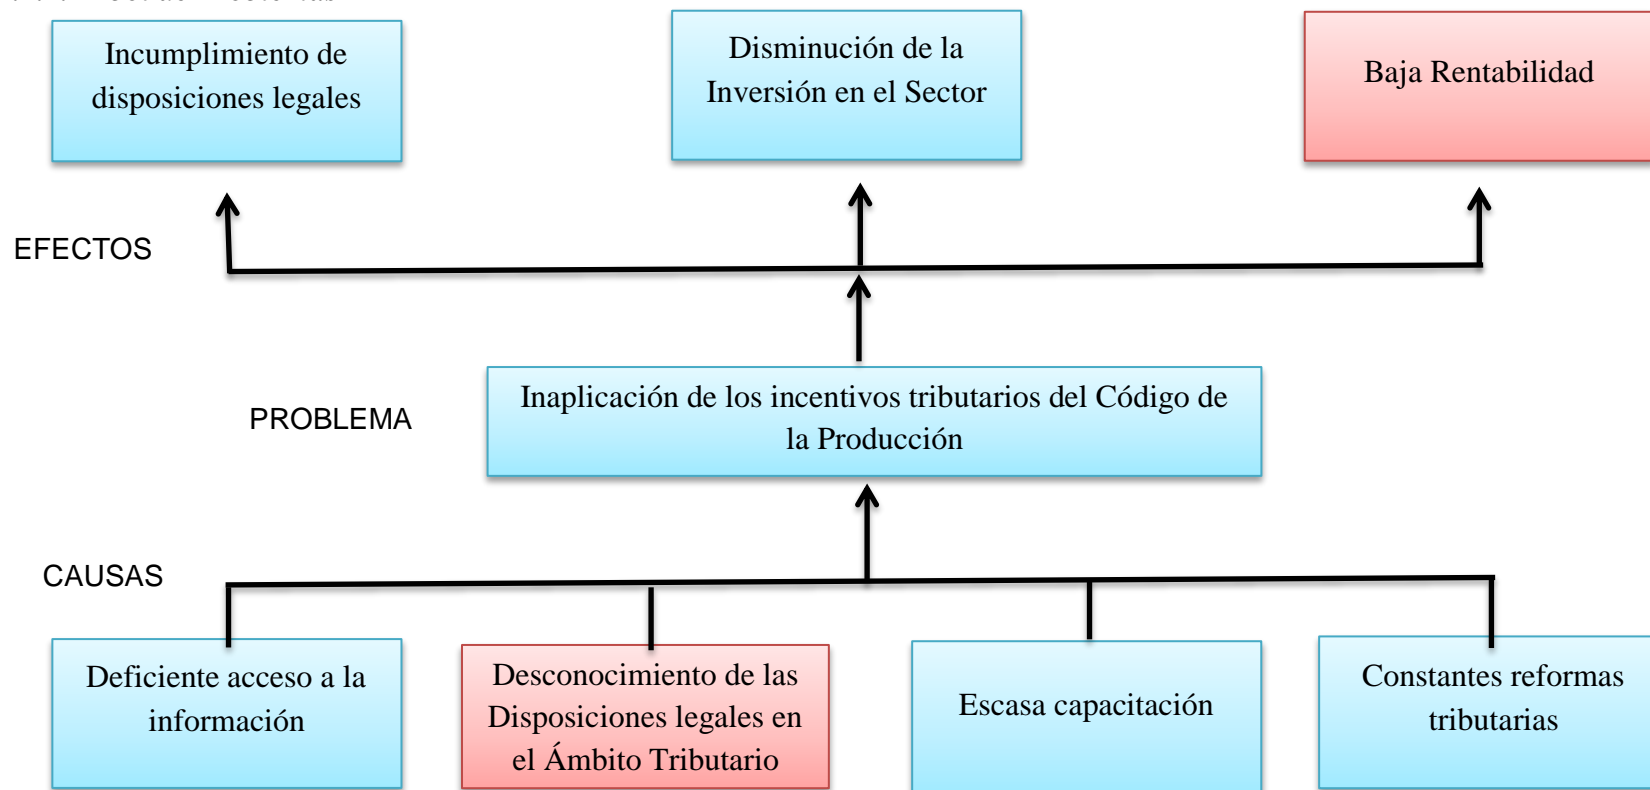 Incumplimiento de
disposiciones legales
Disminución de la
Inversión en el Sector
Baja Rentabilidad
EFECTOS
PROBLEMA
Inaplicación de los incentivos tributarios del Código de
la Producción
CAUSAS
Deficiente acceso a la
información
Desconocimiento de las
Disposiciones legales en
el Ámbito Tributario
Escasa capacitación
Constantes reformas
tributarias